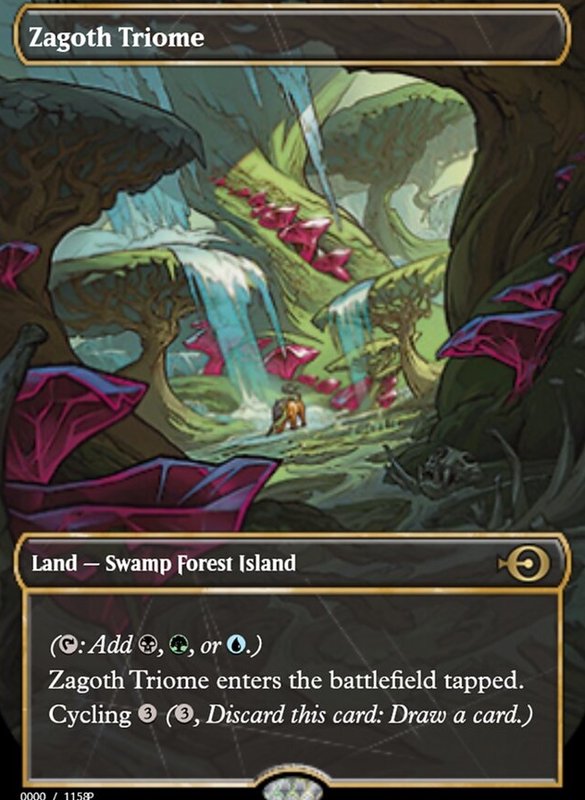 Zagoth Triome
Land — Swamp Forest Island
(: Add , , or .)
Zagoth Triome enters the battlefield tapped.
Cycling 3 (3, Discard this card: Draw a card.)
0000 / 1158P